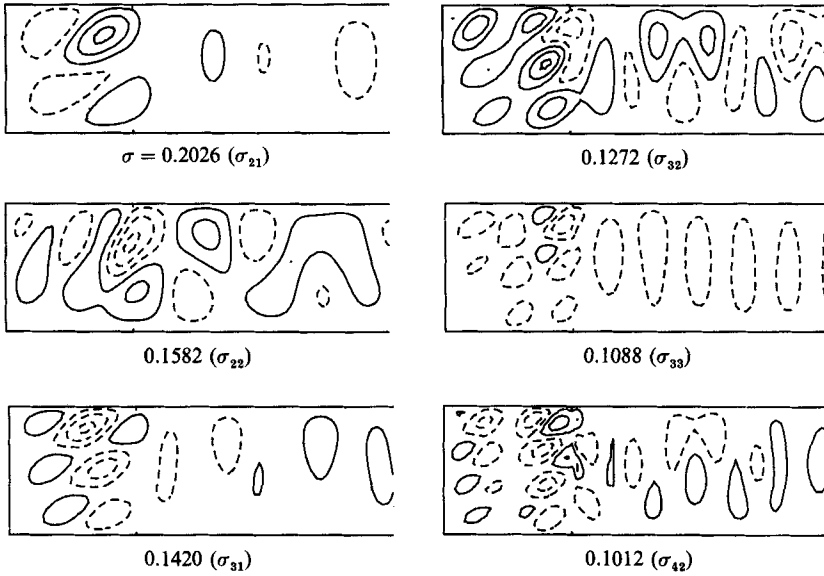 σ = 0.2026 (σ₂₁)
0.1272 (σ₃₂)
0.1582 (σ₂₂)
0.1088 (σ₃₃)
0.1420 (σ₃₁)
0.1012 (σ₄₂)